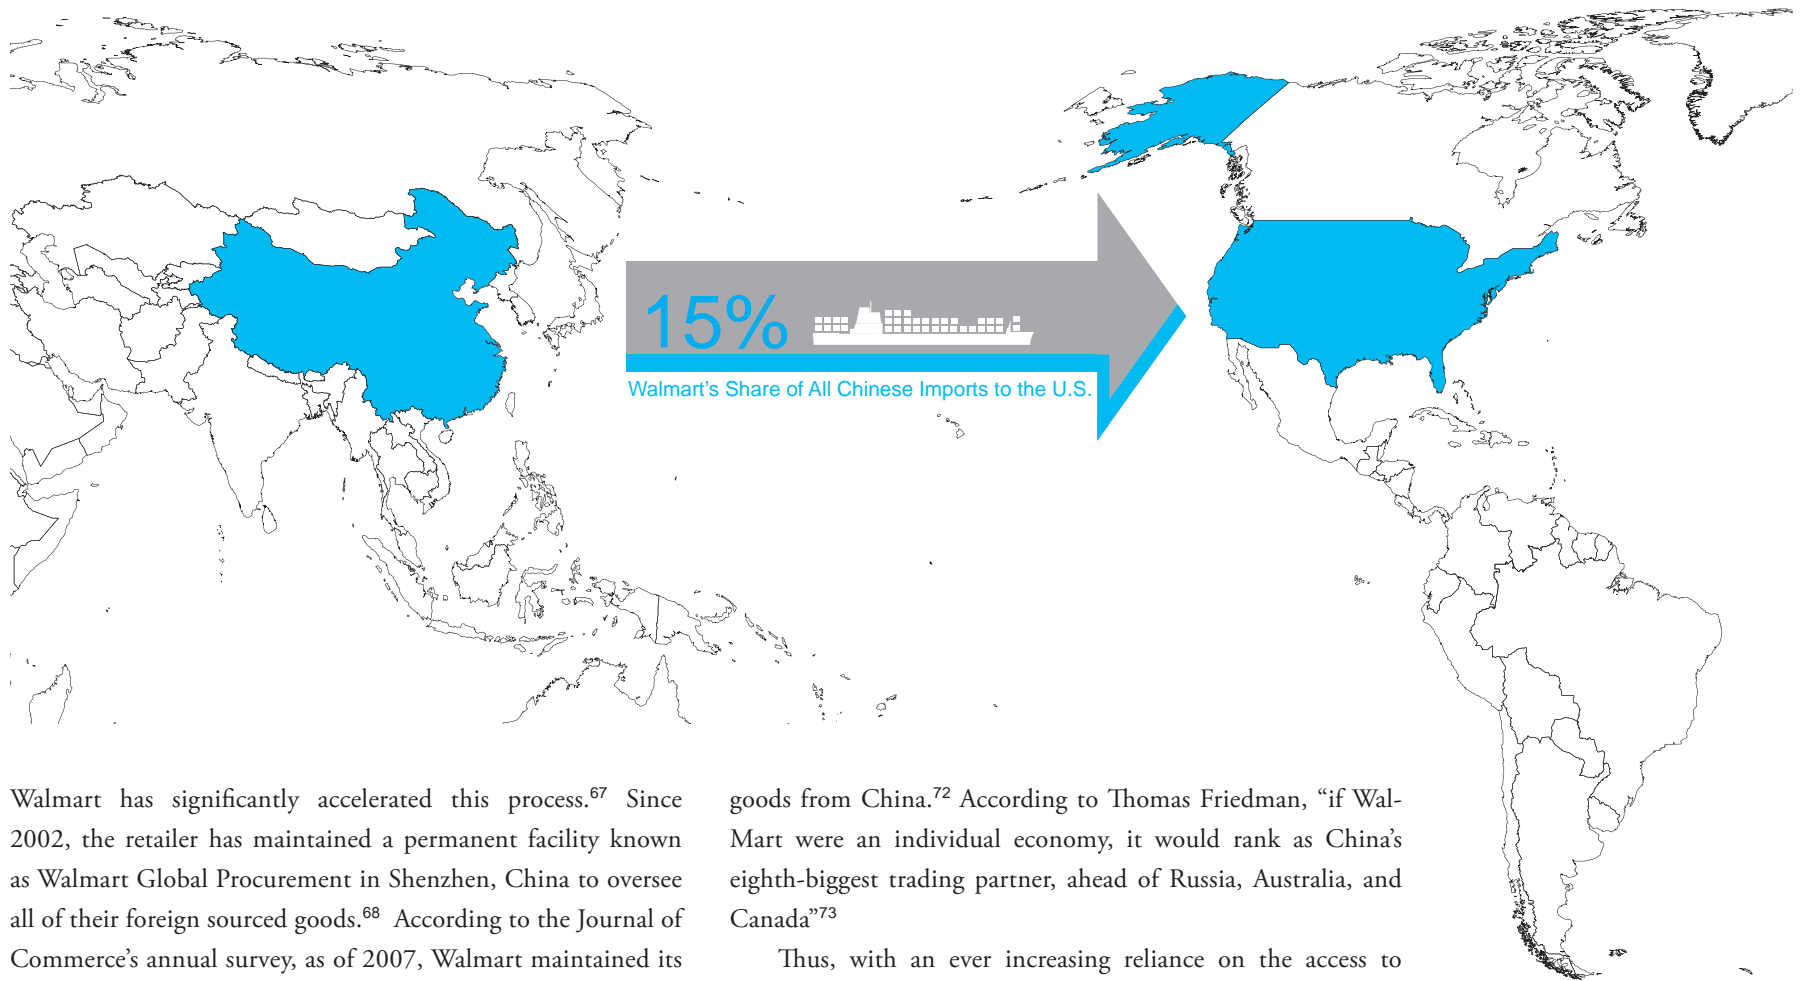 15%
Walmart's Share of All Chinese Imports to the U.S.
Walmart has significantly accelerated this process.67 Since
2002, the retailer has maintained a permanent facility known
as Walmart Global Procurement in Shenzhen, China to oversee
all of their foreign sourced goods.68 According to the Journal of
Commerce's annual survey, as of 2007, Walmart maintained its
goods from China.72 According to Thomas Friedman, “if Wal-
Mart were an individual economy, it would rank as China's
eighth-biggest trading partner, ahead of Russia, Australia, and
Canada”73
Thus, with an ever increasing reliance on the access to